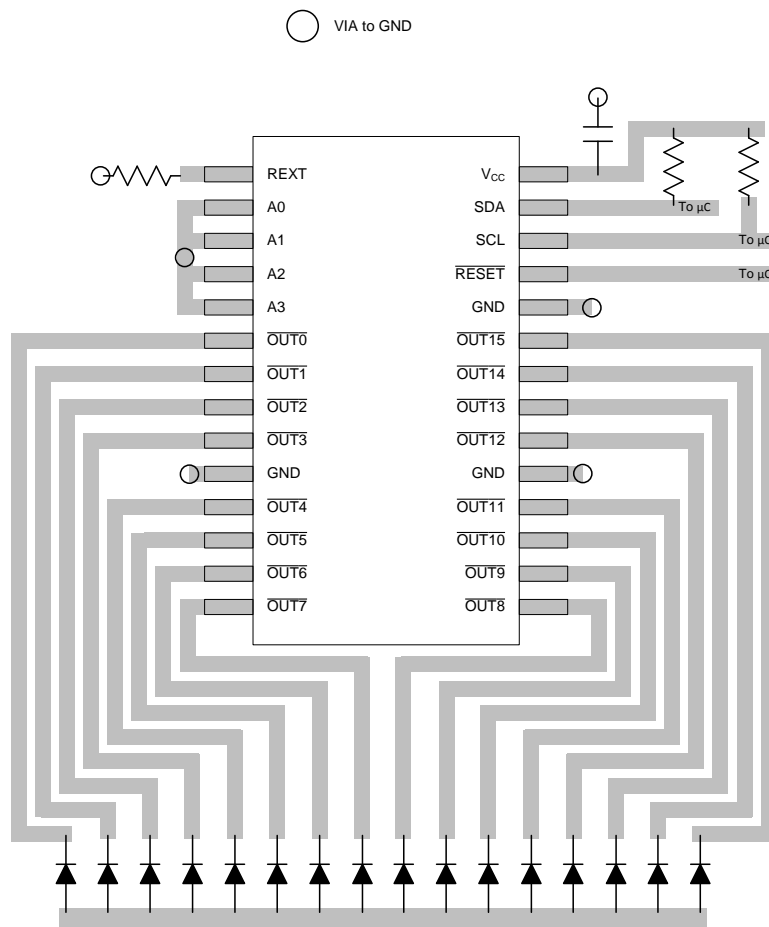 VIA to GND
REXT
A0
A1
A2
A3
OUT0
OUT1
OUT2
OUT3
GND
OUT4
OUT5
OUT6
OUT7
VCC
SDA
SCL
RESET
GND
OUT15
OUT14
OUT13
OUT12
GND
OUT11
OUT10
OUT9
OUT8
To µC
To µC
To µC